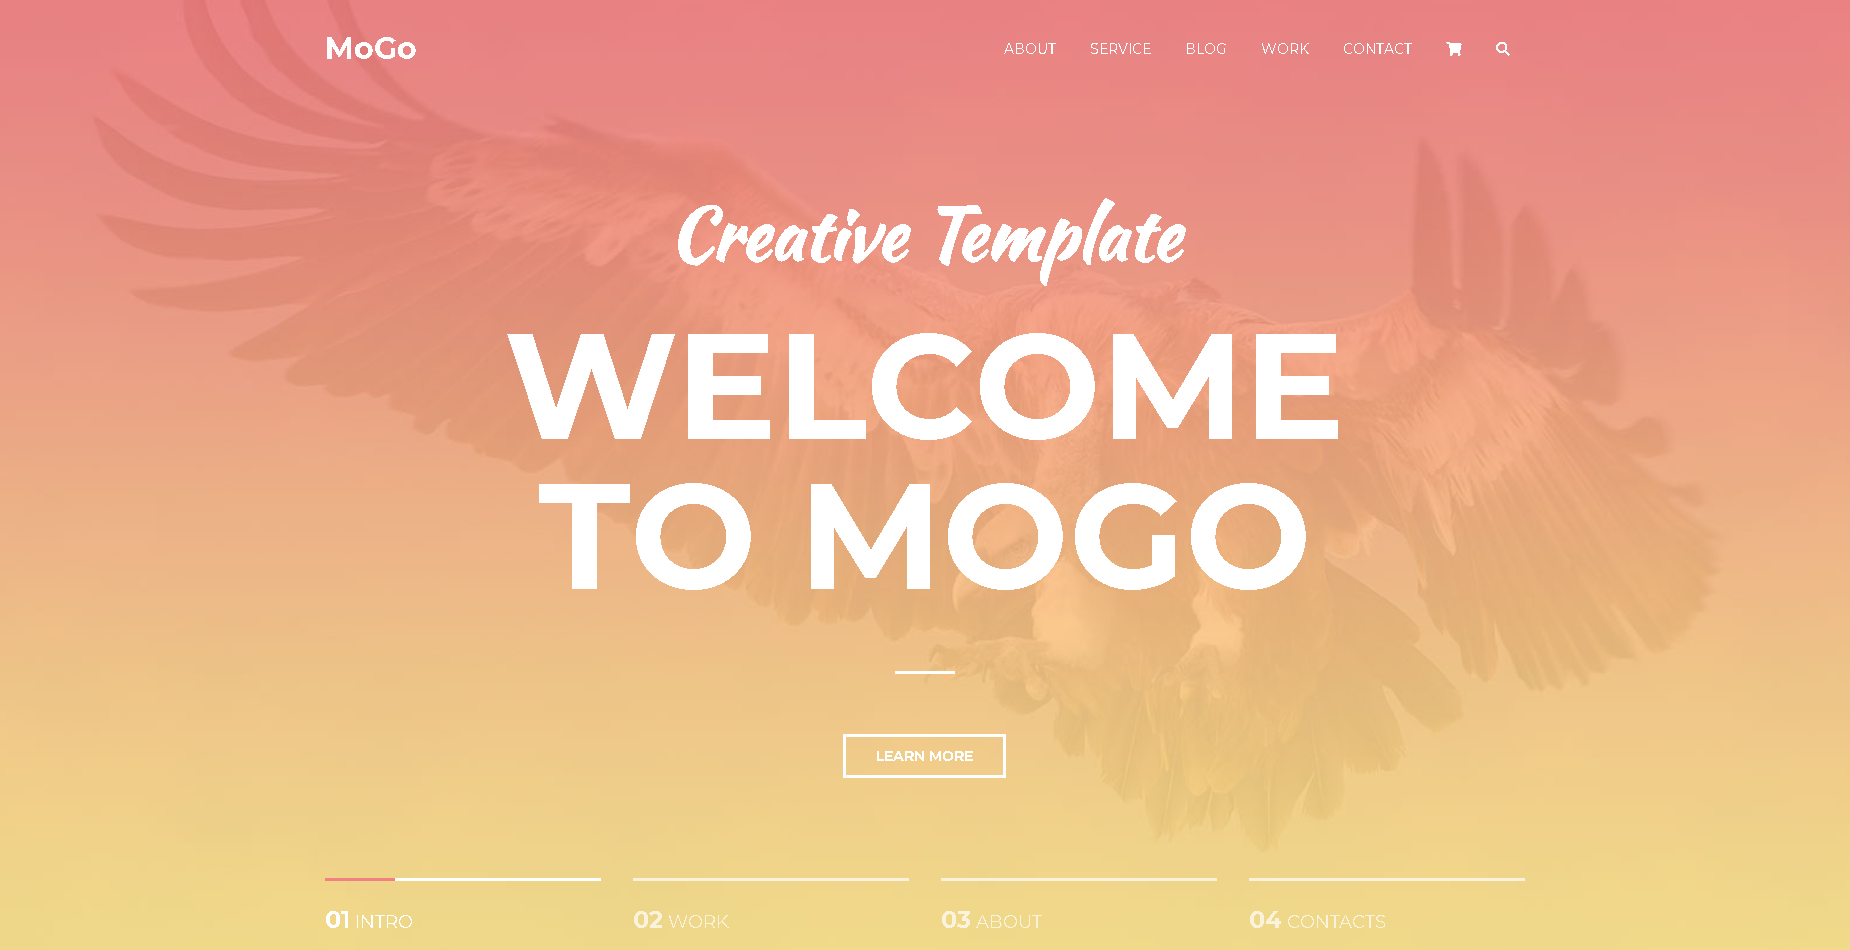 MoGo
ABOUT SERVICE BLOG WORK CONTACT
Creative Template
WELCOME
TO MOGO
LEARN MORE
01 INTRO
02 WORK
03 ABOUT
04 CONTACTS